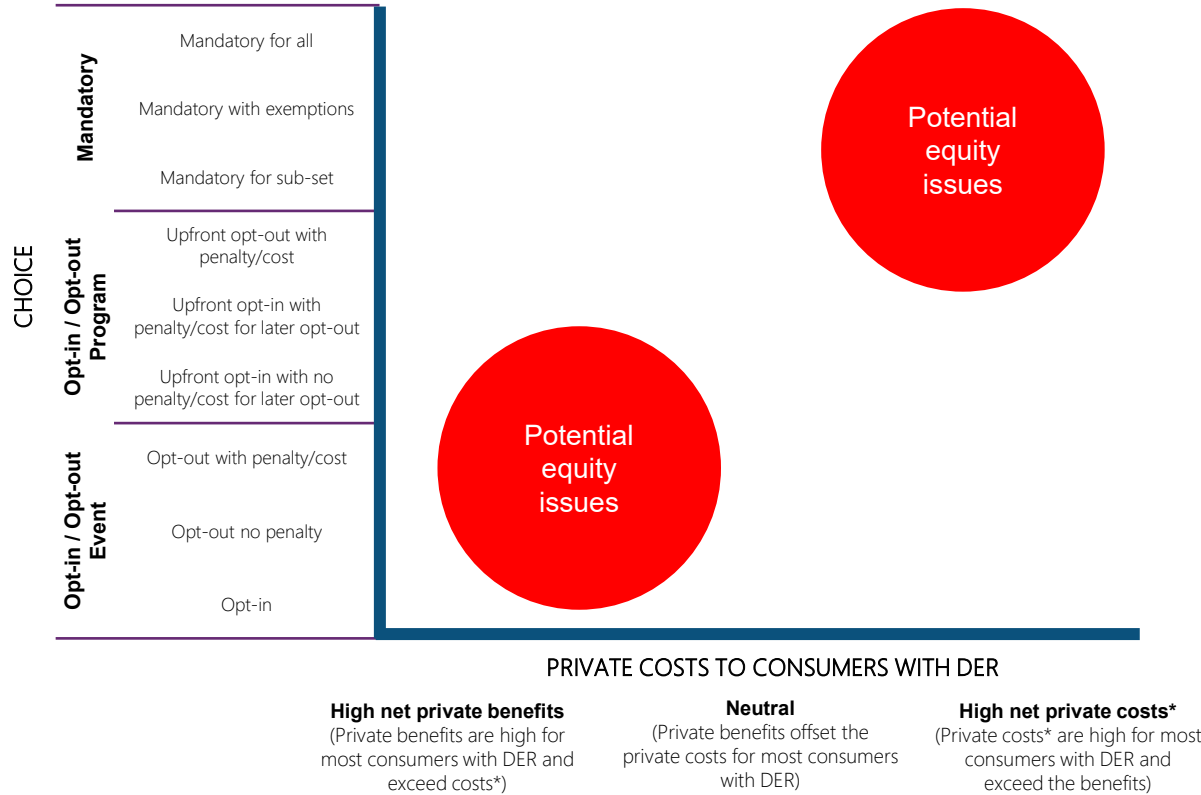 CHOICE
Mandatory
Mandatory for all
Mandatory with exemptions
Mandatory for sub-set
Opt-in / Opt-out
Program
Upfront opt-out with
penalty/cost
Upfront opt-in with
penalty/cost for later opt-out
Upfront opt-in with no
penalty/cost for later opt-out
Opt-in / Opt-out
Event
Opt-out with penalty/cost
Opt-out no penalty
Opt-in
Potential
equity
issues
Potential
equity
issues
PRIVATE COSTS TO CONSUMERS WITH DER
High net private benefits
(Private benefits are high for
most consumers with DER and
exceed costs*)
Neutral
(Private benefits offset the
private costs for most consumers
with DER)
High net private costs*
(Private costs* are high for most
consumers with DER and
exceed the benefits)